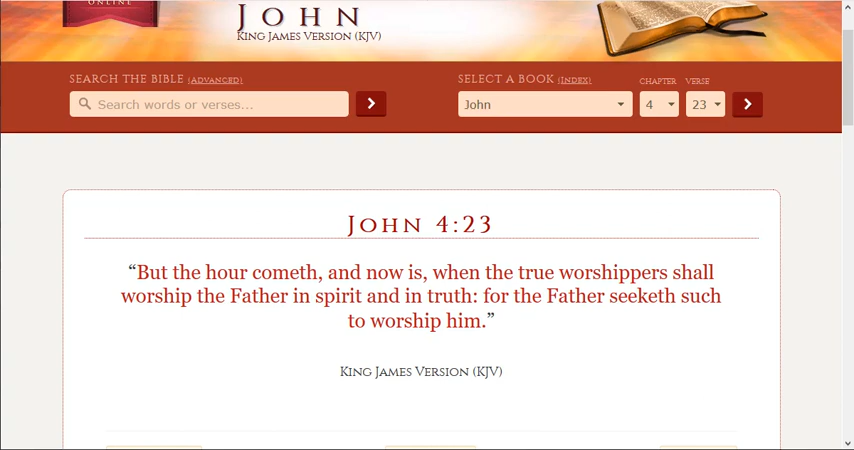 ONLINE
JOHN
KING JAMES VERSION (KJV)
SEARCH THE BIBLE (ADVANCED)
SELECT A BOOK (INDEX) CHAPTER VERSE
Search words or verses... John 4 23
JOHN 4:23
“But the hour cometh, and now is, when the true worshippers shall
worship the Father in spirit and in truth: for the Father seeketh such
to worship him.”
KING JAMES VERSION (KJV)